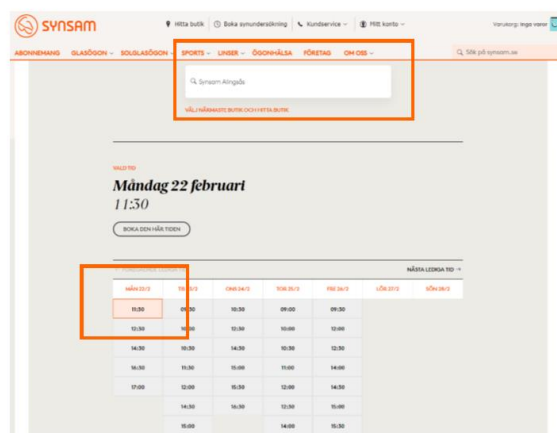 SYNSAM
Hitta butik
Boka synundersökning
Kundservice
Mitt konto
Varukorg: Inga varor
ABONNEMANG GLASÖGON SOLGLASÖGON SPORTS LINSER ÖGONHÄLSA FÖRETAG OM OSS
Sök på synsam.se
Synsam Alingsås
VÄLJ NÄRMASTE BUTIK OCH HITTA BUTIK
VALD TID
Måndag 22 februari
11:30
BOKA DEN HÄR TIDEN
NÄSTA LEDIGA TID →
MÅN 22/2 ONS 24/2 TOR 25/2 FRE 26/2 LÖR 27/2 SÖN 28/2
11:30 10:30 09:00 09:30
12:30 12:30 10:00 12:00
14:30 10:30 14:30 10:30 12:30
16:30 11:30 15:00 11:00 14:00
17:00 12:00 15:30 12:00 14:30
14:30 16:30 12:30 15:00
15:00 14:00 15:30